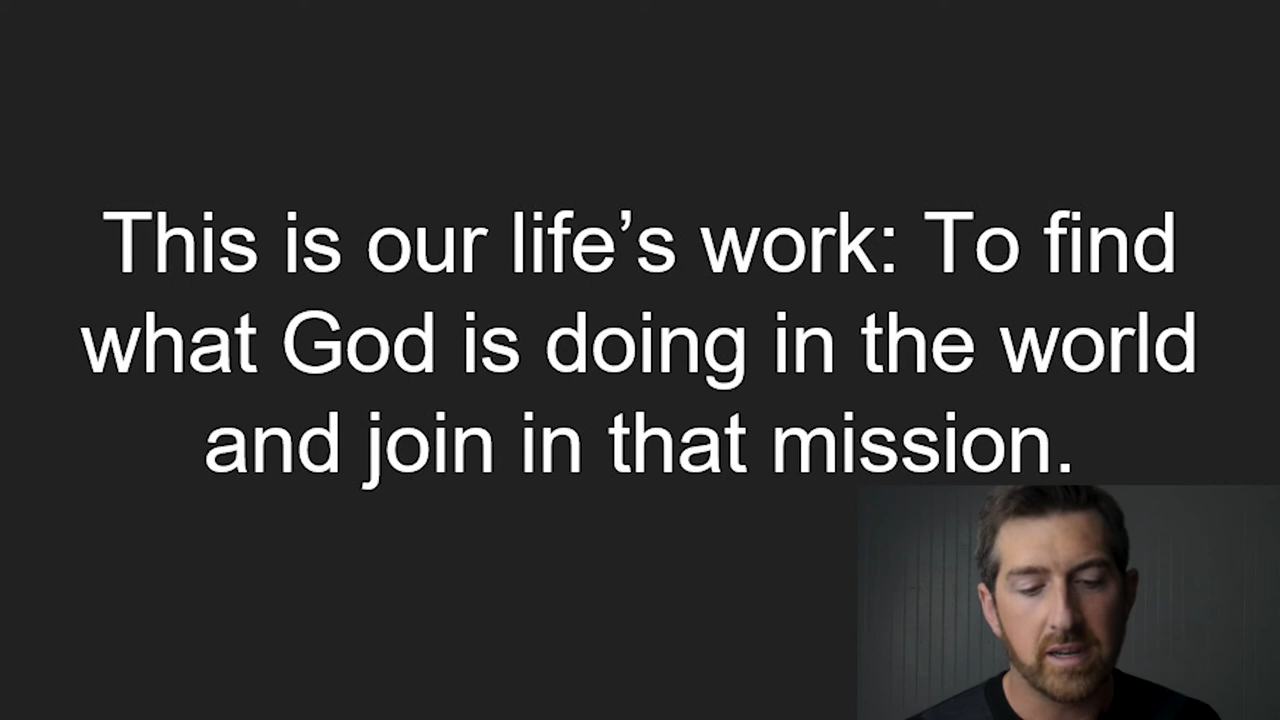 This is our life’s work: To find
what God is doing in the world
and join in that mission.